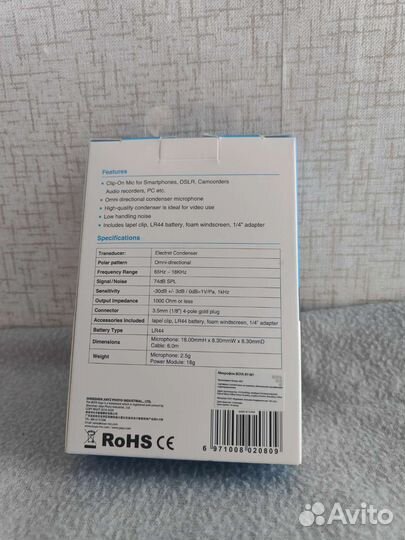 Features
Clip-On Mic for Smartphones, DSLR, Camcorders
Audio recorders, PC etc.
Omni directional condenser microphone
High-quality condenser is ideal for video use
Low handling noise
Includes lapel clip, LR44 battery, foam windscreen, 1/4" adapter
Specifications
Transducer: Electret Condenser
Polar pattern Omni-directional
Frequency Range 65Hz ~ 18KHz
Signal/Noise 74dB SPL
Sensitivity -30dB +/- 3dB / 0dB=1V/Pa, 1kHz
Output Impedance 1000 Ohm or less
Connector 3.5mm (1/8") 4-pole gold plug
Accessories Included lapel clip, LR44 battery, foam windscreen, 1/4" adapter
Battery Type LR44
Dimensions Microphone: 18.00mmH x 8.30mmW x 8.30mmD
Cable: 6.0m
Weight Microphone: 2.5g
Power Module: 18g
Микрофон BOYA BY-M1
RoHS CE
6 971008 020809
Avito